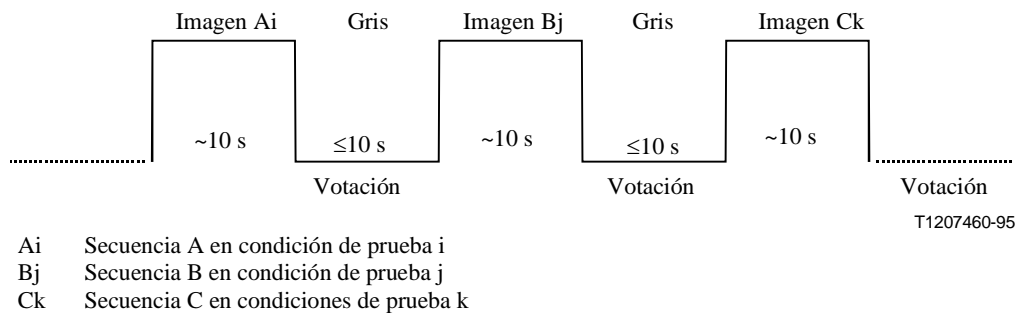 Imagen Ai Gris Imagen Bj Gris Imagen Ck
~10 s ≤10 s ~10 s ≤10 s ~10 s
Votación Votación Votación
T1207460-95
Ai Secuencia A en condición de prueba i
Bj Secuencia B en condición de prueba j
Ck Secuencia C en condiciones de prueba k